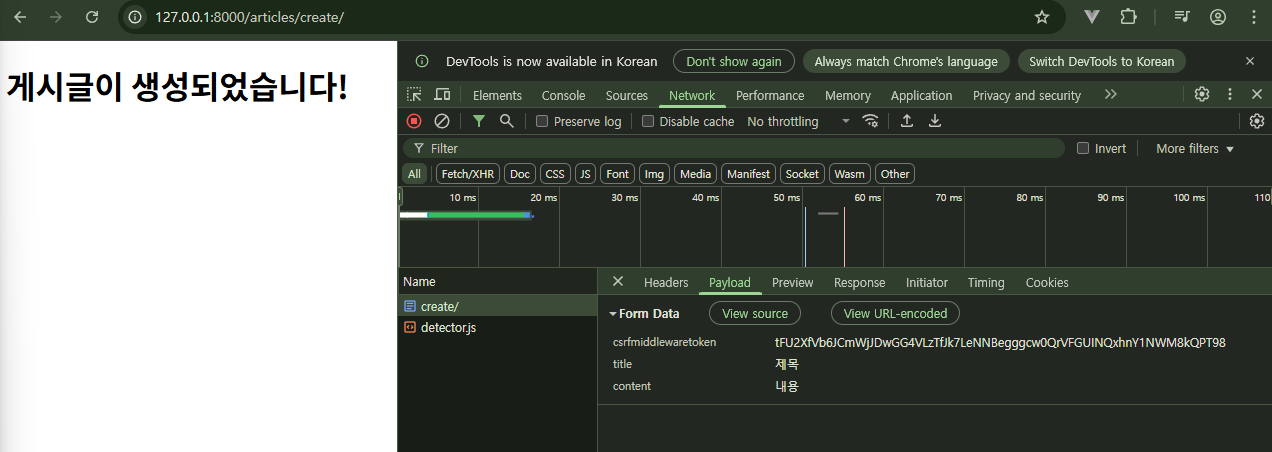 127.0.0.1:8000/articles/create/
게시글이 생성되었습니다!
DevTools is now available in Korean Don't show again Always match Chrome's language Switch DevTools to Korean
Elements Console Sources Network Performance Memory Application Privacy and security
Preserve log Disable cache No throttling
Filter Invert More filters
All Fetch/XHR Doc CSS JS Font Img Media Manifest Socket Wasm Other
10 ms 20 ms 30 ms 40 ms 50 ms 60 ms 70 ms 80 ms 90 ms 100 ms 110
Name Headers Payload Preview Response Initiator Timing Cookies
create/
detector.js
Form Data View source View URL-encoded
csrfmiddlewaretoken tFU2XfVb6JCmWjJDwGG4VLzTfJk7LeNNBegggcw0QrVFGUINQxhnY1NWM8kQPT98
title 제목
content 내용